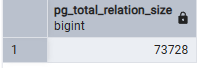 pg_total_relation_size
bigint
1 73728